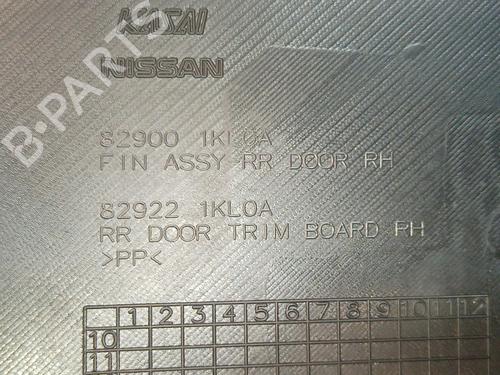 KASAI
NISSAN
82900 1KL0A
FIN ASSY RR DOOR RH
82922 1KL0A
RR DOOR TRIM BOARD RH
>PP<
1 2 3 4 5 6 7 8 9 10 11 12
10
11
B-PARTS